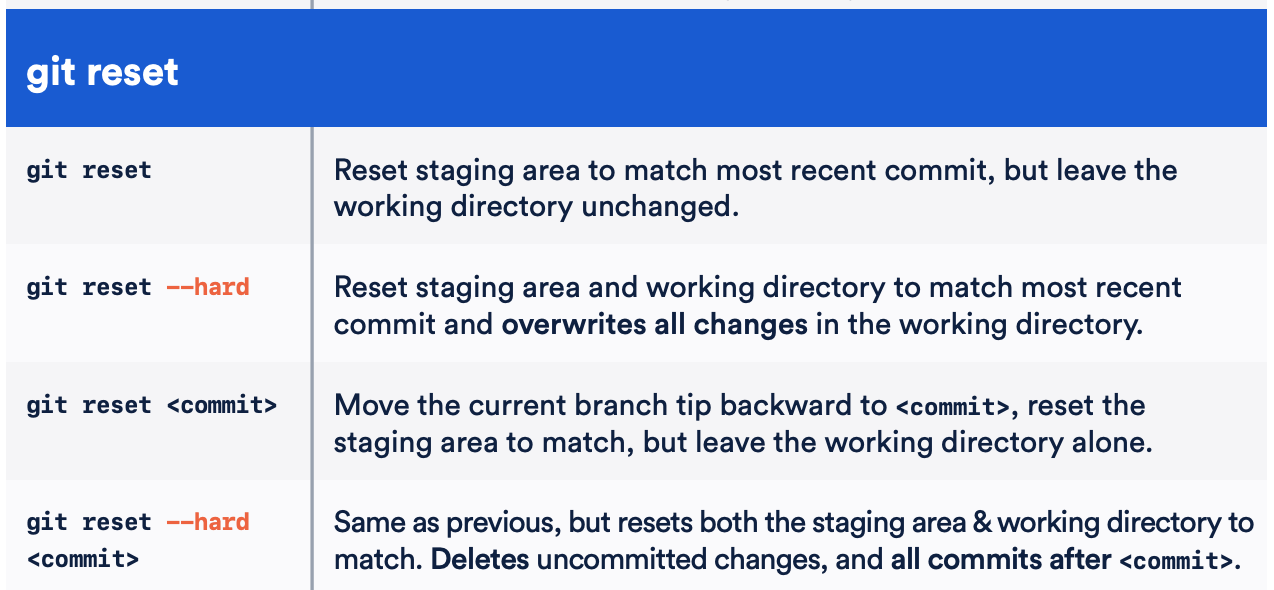 git reset
git reset
Reset staging area to match most recent commit, but leave the
working directory unchanged.
git reset --hard
Reset staging area and working directory to match most recent
commit and overwrites all changes in the working directory.
git reset <commit>
Move the current branch tip backward to <commit>, reset the
staging area to match, but leave the working directory alone.
git reset --hard
<commit>
Same as previous, but resets both the staging area & working directory to
match. Deletes uncommitted changes, and all commits after <commit>.